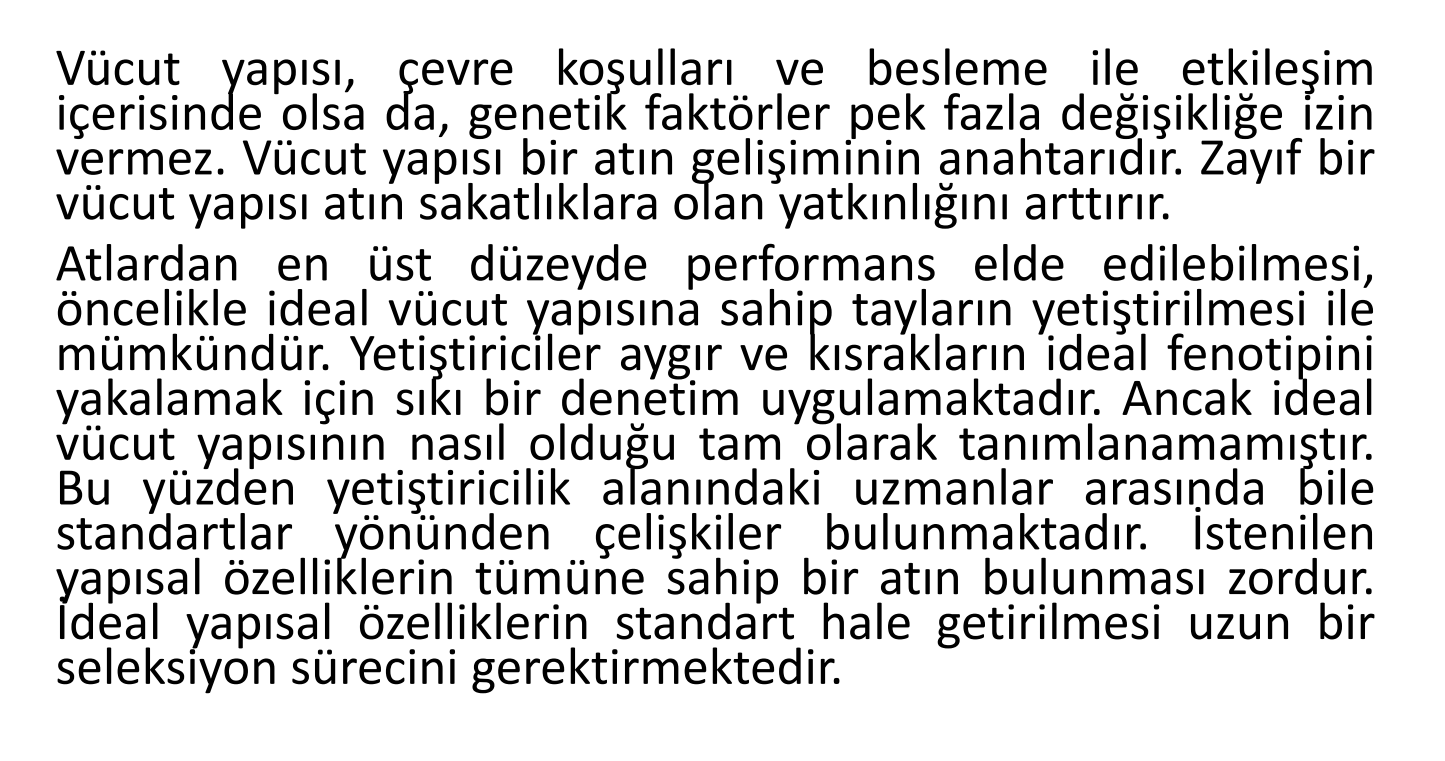 Vücut yapısı, çevre koşulları ve besleme ile etkileşim
içerisinde olsa da, genetik faktörler pek fazla değişikliğe izin
vermez. Vücut yapısı bir atın gelişiminin anahtarıdır. Zayıf bir
vücut yapısı atın sakatlıklara olan yatkınlığını arttırır.
Atlardan en üst düzeyde performans elde edilebilmesi,
öncelikle ideal vücut yapısına sahip tayların yetiştirilmesi ile
mümkündür. Yetiştiriciler aygır ve kısrakların ideal fenotipini
yakalamak için sıkı bir denetim uygulamaktadır. Ancak ideal
vücut yapısının nasıl olduğu tam olarak tanımlanamamıştır.
Bu yüzden yetiştiricilik alanındaki uzmanlar arasında bile
standartlar yönünden çelişkiler bulunmaktadır. İstenilen
yapısal özelliklerin tümüne sahip bir atın bulunması zordur.
İdeal yapısal özelliklerin standart hale getirilmesi uzun bir
seleksiyon sürecini gerektirmektedir.